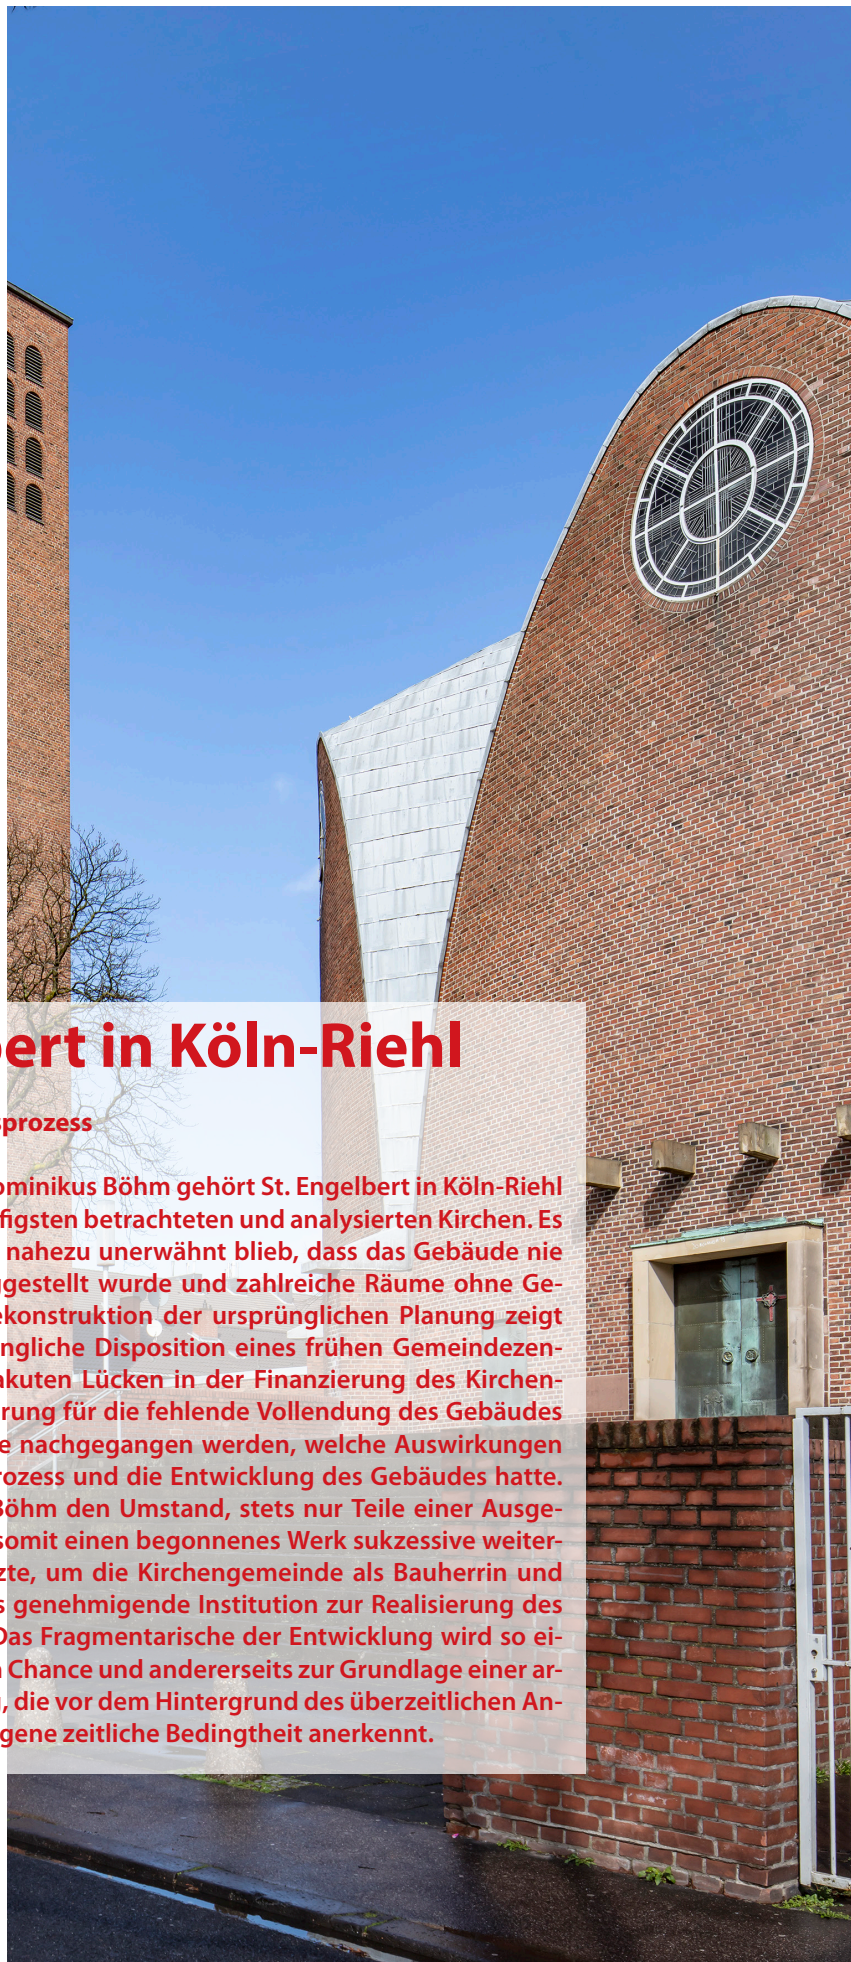 bert in Köln-Riehl
sprozess
ominikus Böhm gehört St. Engelbert in Köln-Riehl
figsten betrachteten und analysierten Kirchen. Es
nahezu unerwähnt blieb, dass das Gebäude nie
ggestellt wurde und zahlreiche Räume ohne Ge-
ekonstruktion der ursprünglichen Planung zeigt
ngliche Disposition eines frühen Gemeindezen-
akuten Lücken in der Finanzierung des Kirchen-
erung für die fehlende Vollendung des Gebäudes
e nachgegangen werden, welche Auswirkungen
rozess und die Entwicklung des Gebäudes hatte.
Böhm den Umstand, stets nur Teile einer Ausge-
somit einen begonnenes Werk sukzessive weiter-
zte, um die Kirchengemeinde als Bauherrin und
s genehmigende Institution zur Realisierung des
Das Fragmentarische der Entwicklung wird so ei-
n Chance und andererseits zur Grundlage einer ar-
g, die vor dem Hintergrund des überzeitlichen An-
igene zeitliche Bedingtheit anerkennt.